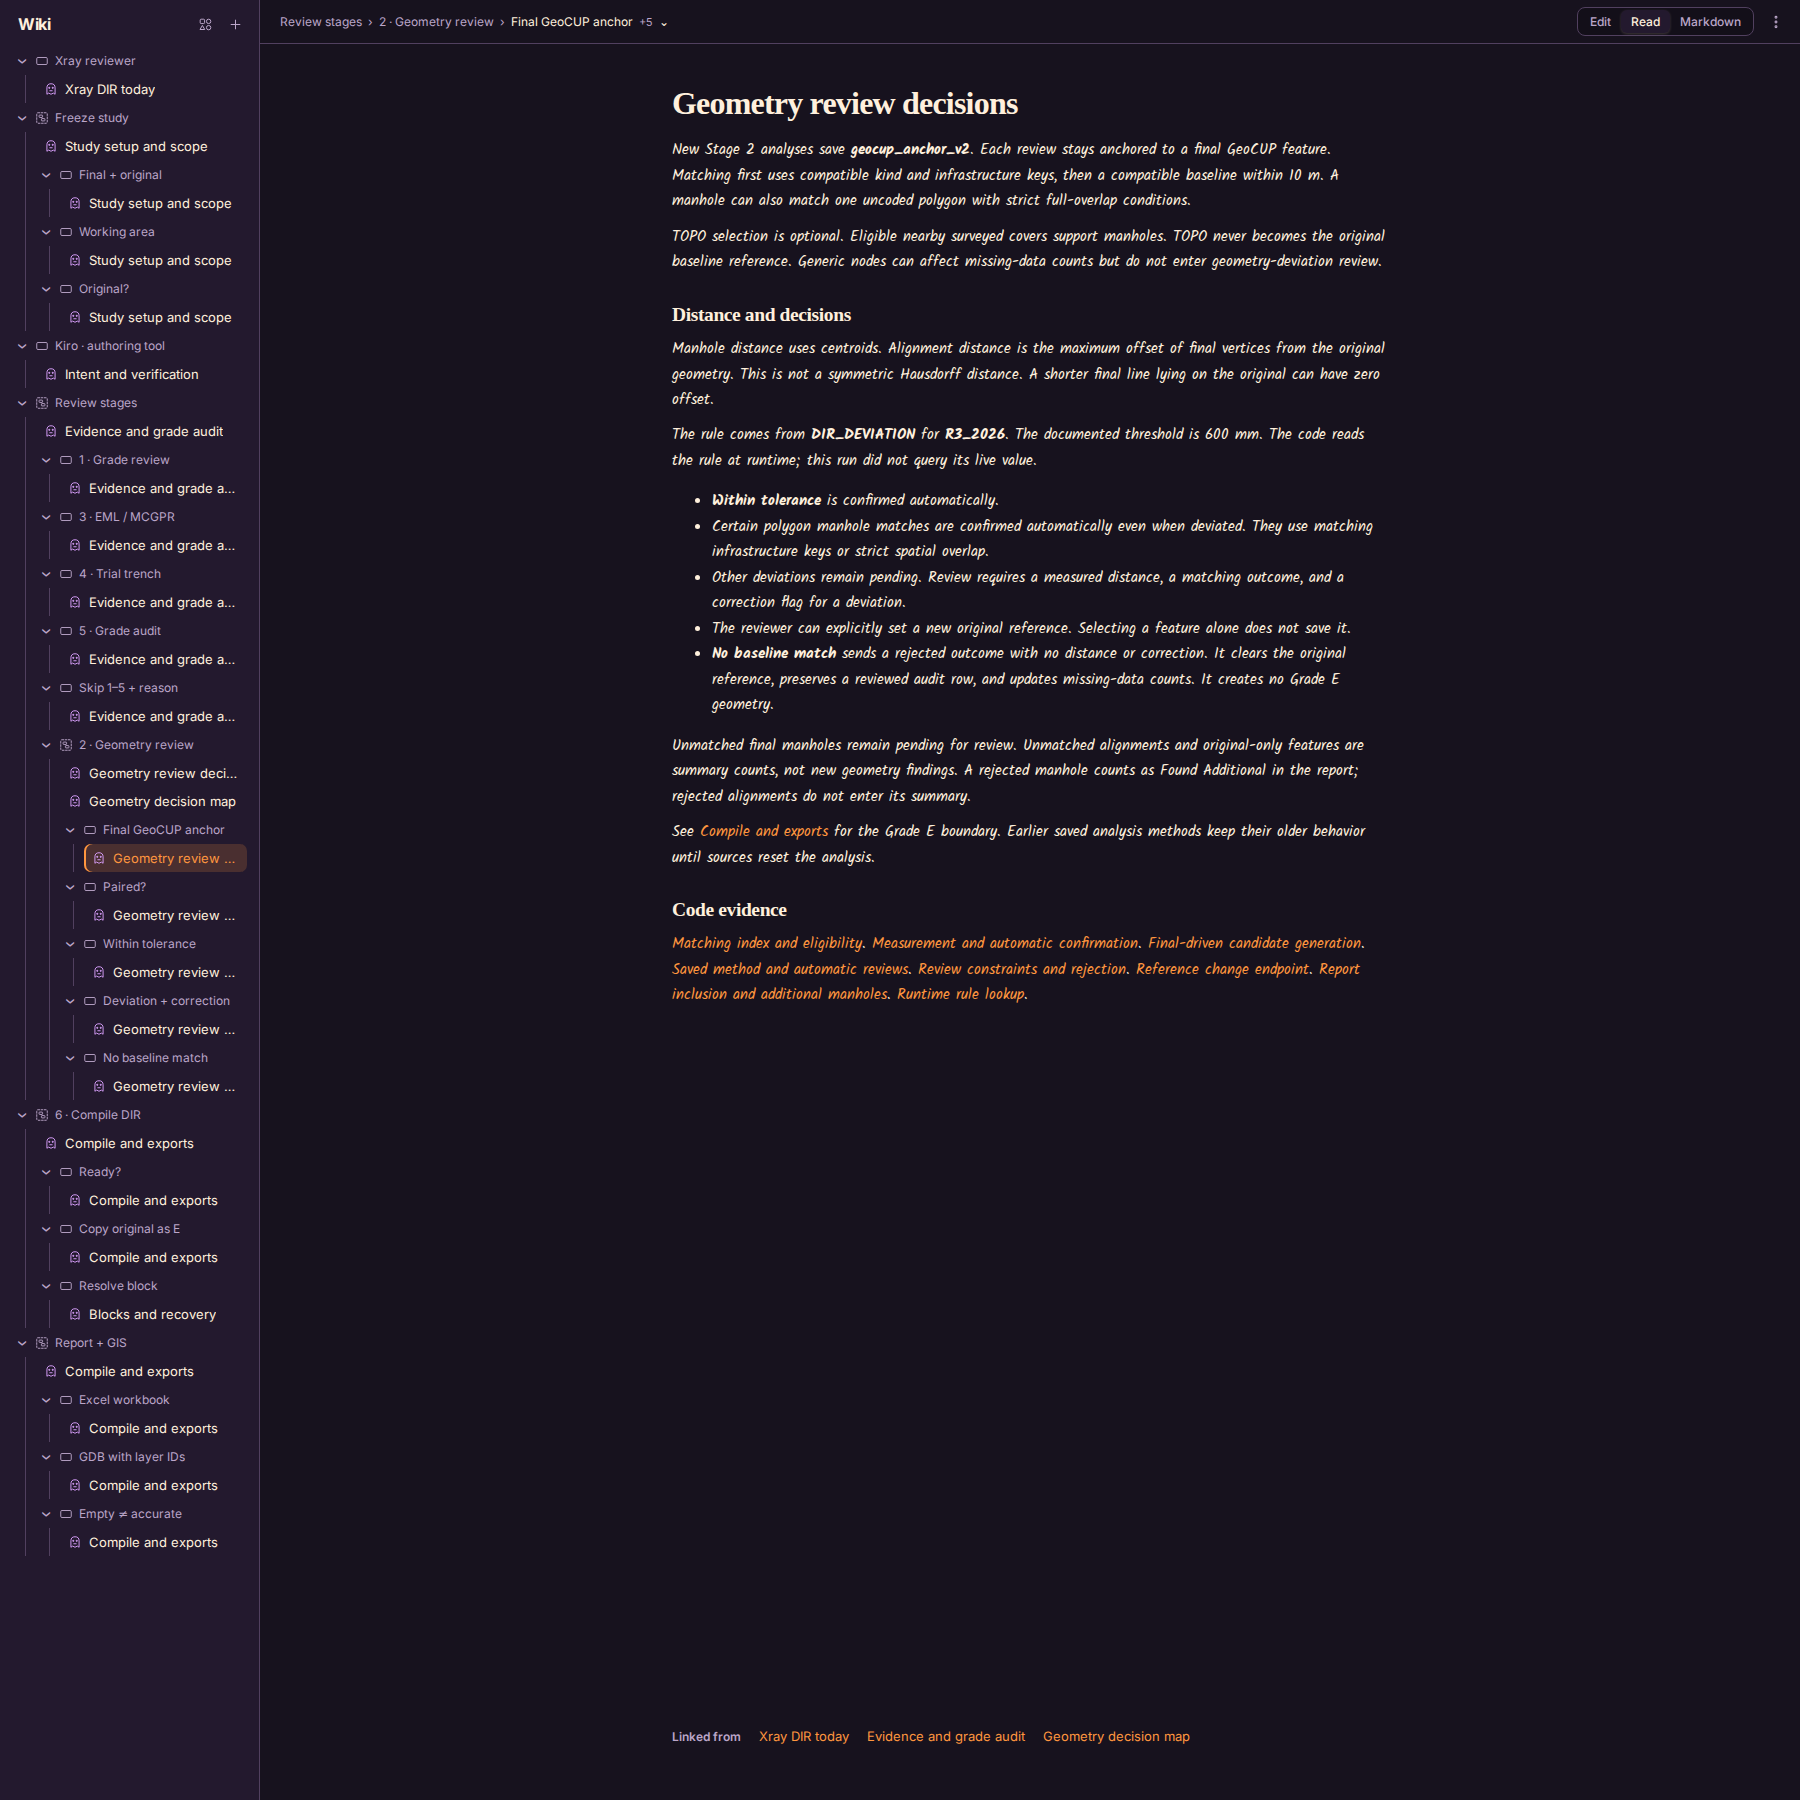 Wiki
Xray reviewer
Xray DIR today
Freeze study
Study setup and scope
Final + original
Study setup and scope
Working area
Study setup and scope
Original?
Study setup and scope
Kiro · authoring tool
Intent and verification
Review stages
Evidence and grade audit
1 · Grade review
Evidence and grade a...
3 · EML / MCGPR
Evidence and grade a...
4 · Trial trench
Evidence and grade a...
5 · Grade audit
Evidence and grade a...
Skip 1–5 + reason
Evidence and grade a...
2 · Geometry review
Geometry review deci...
Geometry decision map
Final GeoCUP anchor
Geometry review ...
Paired?
Geometry review ...
Within tolerance
Geometry review ...
Deviation + correction
Geometry review ...
No baseline match
Geometry review ...
6 · Compile DIR
Compile and exports
Ready?
Compile and exports
Copy original as E
Compile and exports
Resolve block
Blocks and recovery
Report + GIS
Compile and exports
Excel workbook
Compile and exports
GDB with layer IDs
Compile and exports
Empty ≠ accurate
Compile and exports
Review stages › 2 · Geometry review › Final GeoCUP anchor +5
Edit Read Markdown
Geometry review decisions
New Stage 2 analyses save geocup_anchor_v2. Each review stays anchored to a final GeoCUP feature.
Matching first uses compatible kind and infrastructure keys, then a compatible baseline within 10 m. A
manhole can also match one uncoded polygon with strict full-overlap conditions.
TOPO selection is optional. Eligible nearby surveyed covers support manholes. TOPO never becomes the original
baseline reference. Generic nodes can affect missing-data counts but do not enter geometry-deviation review.
Distance and decisions
Manhole distance uses centroids. Alignment distance is the maximum offset of final vertices from the original
geometry. This is not a symmetric Hausdorff distance. A shorter final line lying on the original can have zero
offset.
The rule comes from DIR_DEVIATION for R3_2026. The documented threshold is 600 mm. The code reads
the rule at runtime; this run did not query its live value.
• Within tolerance is confirmed automatically.
• Certain polygon manhole matches are confirmed automatically even when deviated. They use matching
infrastructure keys or strict spatial overlap.
• Other deviations remain pending. Review requires a measured distance, a matching outcome, and a
correction flag for a deviation.
• The reviewer can explicitly set a new original reference. Selecting a feature alone does not save it.
• No baseline match sends a rejected outcome with no distance or correction. It clears the original
reference, preserves a reviewed audit row, and updates missing-data counts. It creates no Grade E
geometry.
Unmatched final manholes remain pending for review. Unmatched alignments and original-only features are
summary counts, not new geometry findings. A rejected manhole counts as Found Additional in the report;
rejected alignments do not enter its summary.
See Compile and exports for the Grade E boundary. Earlier saved analysis methods keep their older behavior
until sources reset the analysis.
Code evidence
Matching index and eligibility. Measurement and automatic confirmation. Final-driven candidate generation.
Saved method and automatic reviews. Review constraints and rejection. Reference change endpoint. Report
inclusion and additional manholes. Runtime rule lookup.
Linked from Xray DIR today Evidence and grade audit Geometry decision map